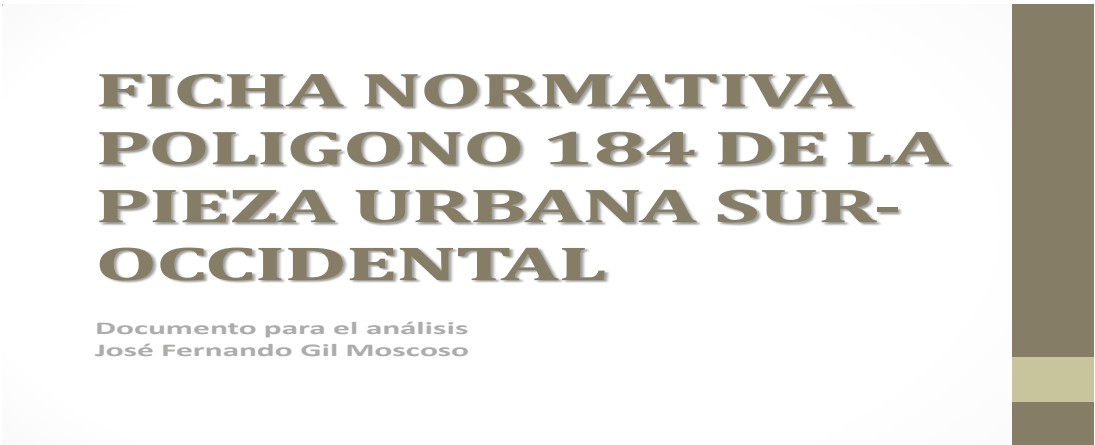 FICHA NORMATIVA
POLIGONO 184 DE LA
PIEZA URBANA SUR-
OCCIDENTAL
Documento para el análisis
José Fernando Gil Moscoso